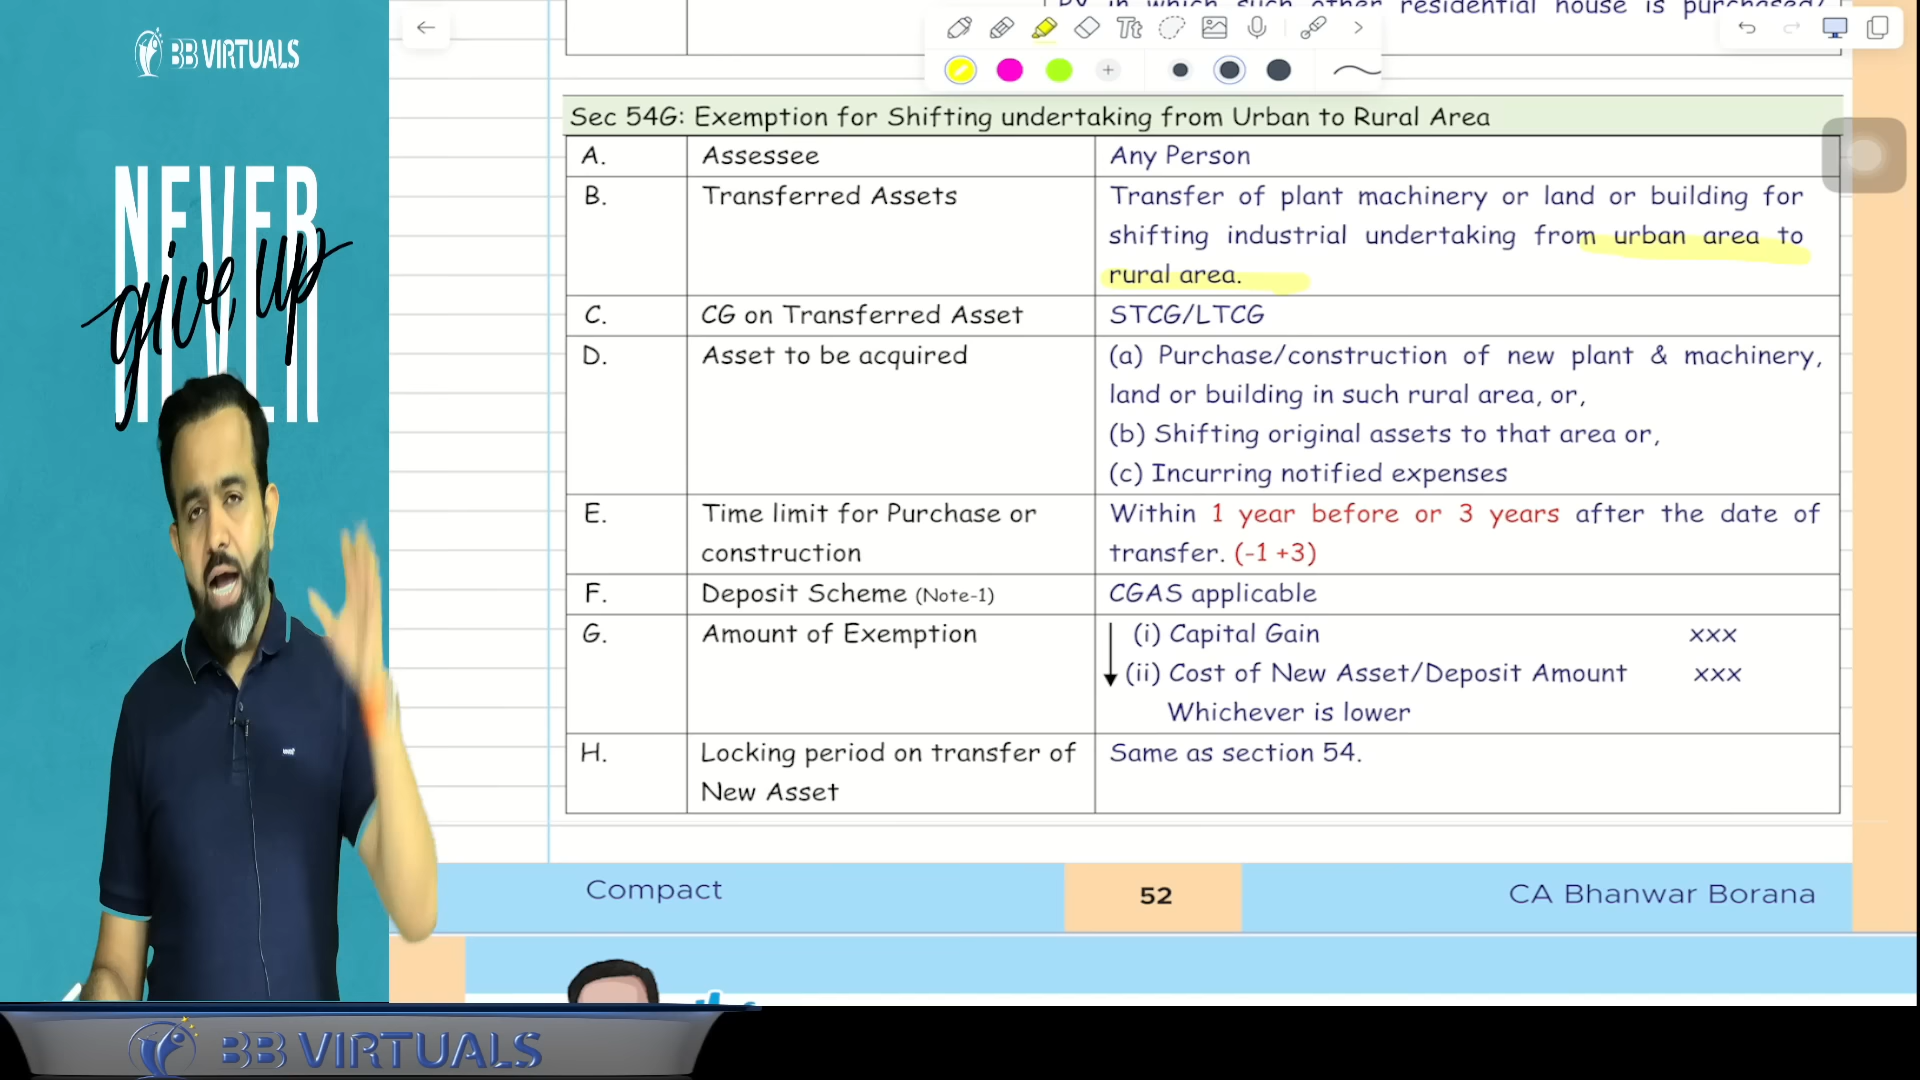 BB VIRTUALS
NEVER
give up
NEVER
PY in which such other residential house is purchased/
Sec 54G: Exemption for Shifting undertaking from Urban to Rural Area
A. Assessee Any Person
B. Transferred Assets Transfer of plant machinery or land or building for
shifting industrial undertaking from urban area to
rural area.
C. CG on Transferred Asset STCG/LTCG
D. Asset to be acquired (a) Purchase/construction of new plant & machinery,
land or building in such rural area, or,
(b) Shifting original assets to that area or,
(c) Incurring notified expenses
E. Time limit for Purchase or Within 1 year before or 3 years after the date of
construction transfer. (-1 +3)
F. Deposit Scheme (Note-1) CGAS applicable
G. Amount of Exemption (i) Capital Gain xxx
(ii) Cost of New Asset/Deposit Amount xxx
Whichever is lower
H. Locking period on transfer of Same as section 54.
New Asset
Compact 52 CA Bhanwar Borana
BB VIRTUALS